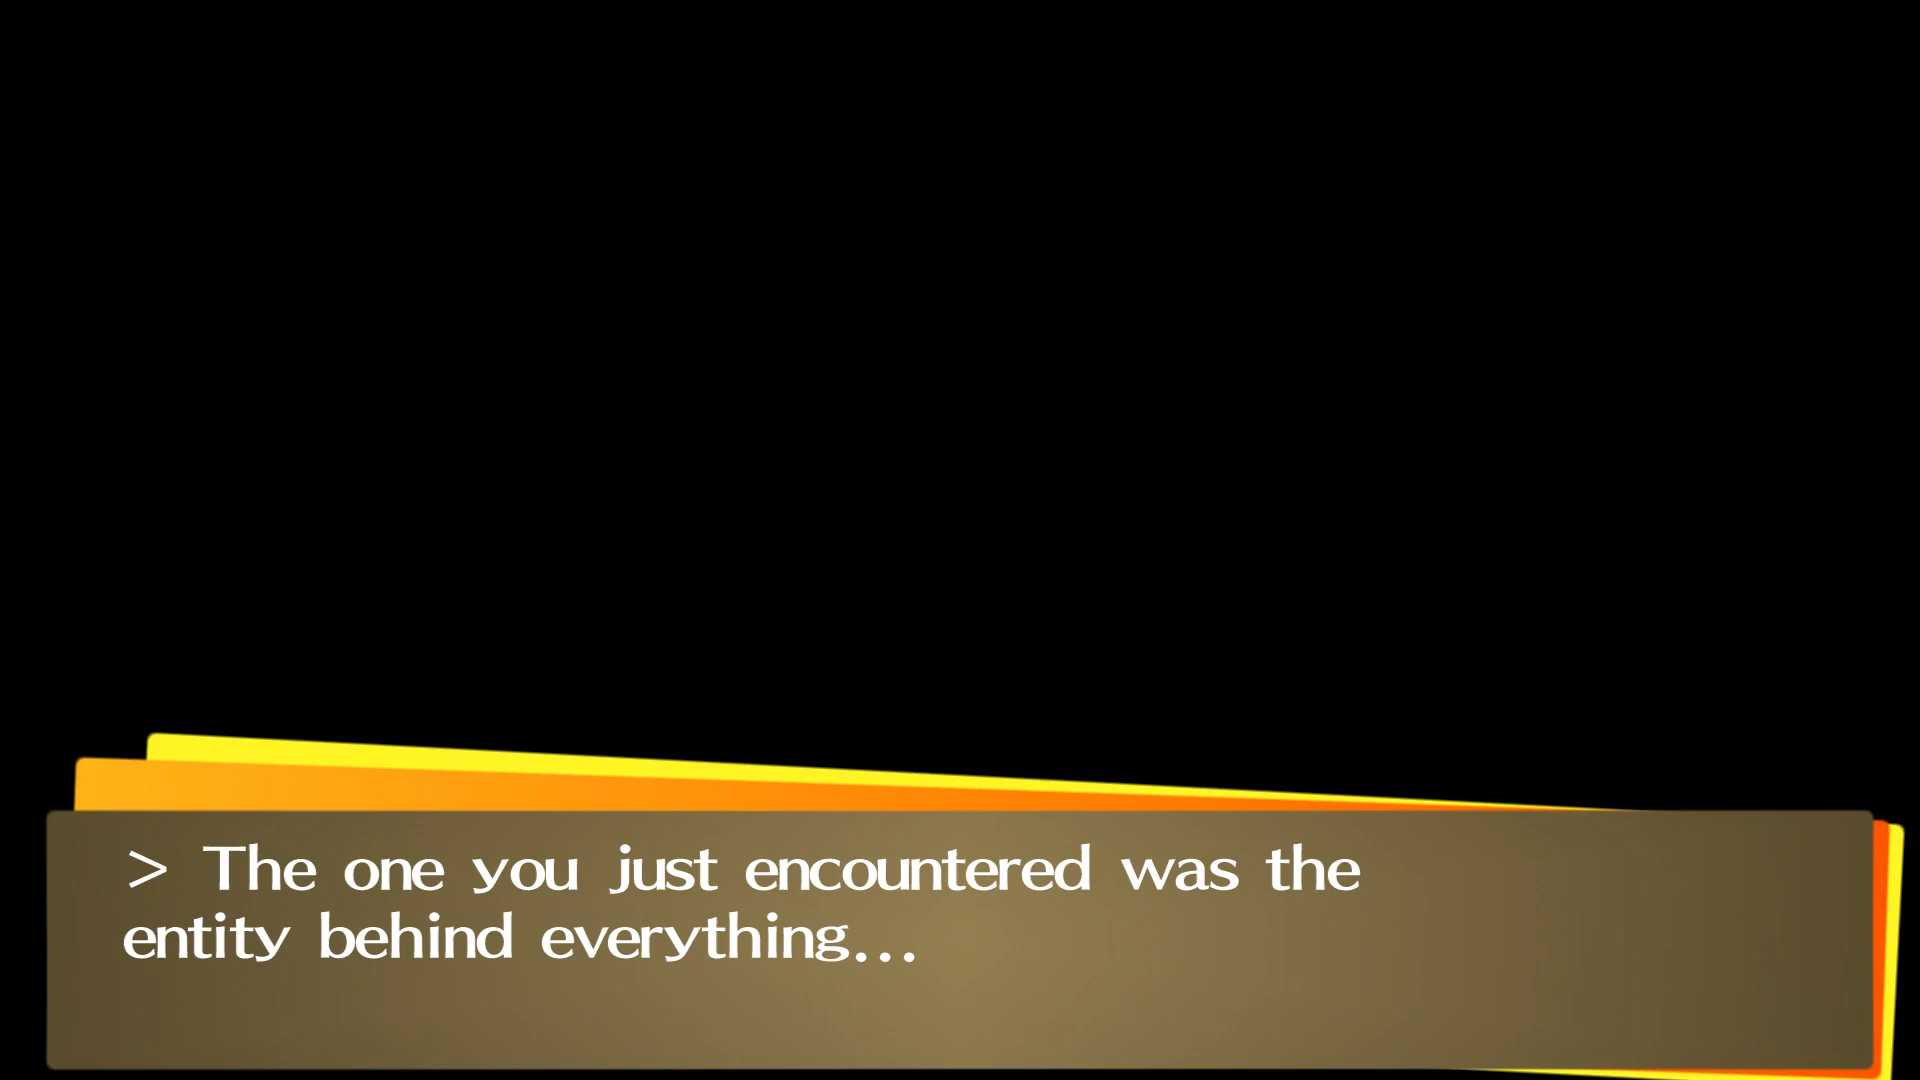 > The one you just encountered was the
entity behind everything...